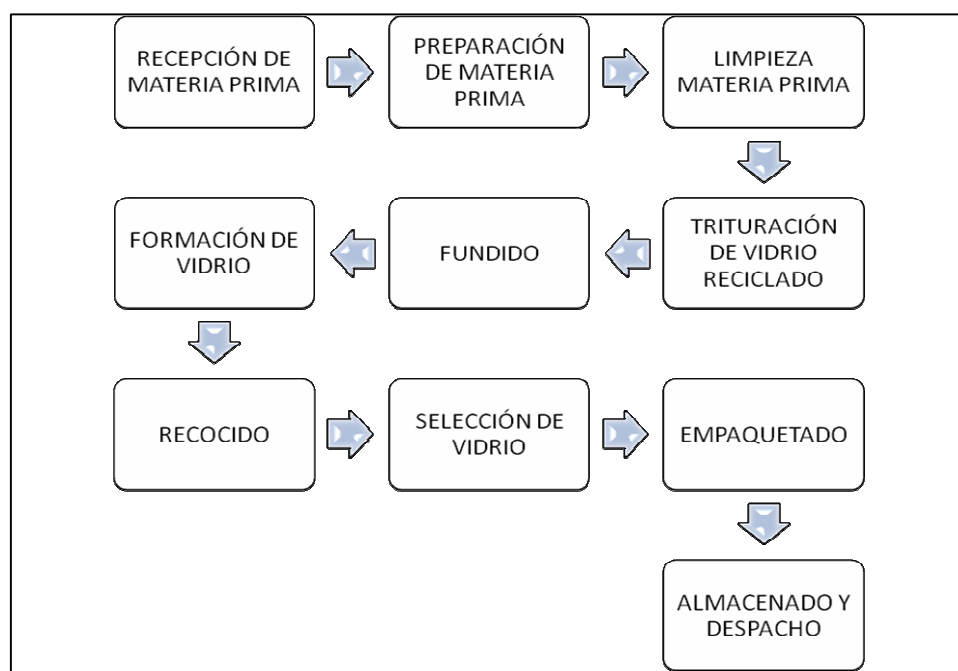 RECEPCIÓN DE
MATERIA PRIMA
PREPARACIÓN
DE MATERIA
PRIMA
LIMPIEZA
MATERIA PRIMA
TRITURACIÓN
DE VIDRIO
RECICLADO
FUNDIDO
FORMACIÓN DE
VIDRIO
RECOCIDO
SELECCIÓN DE
VIDRIO
EMPAQUETADO
ALMACENADO Y
DESPACHO